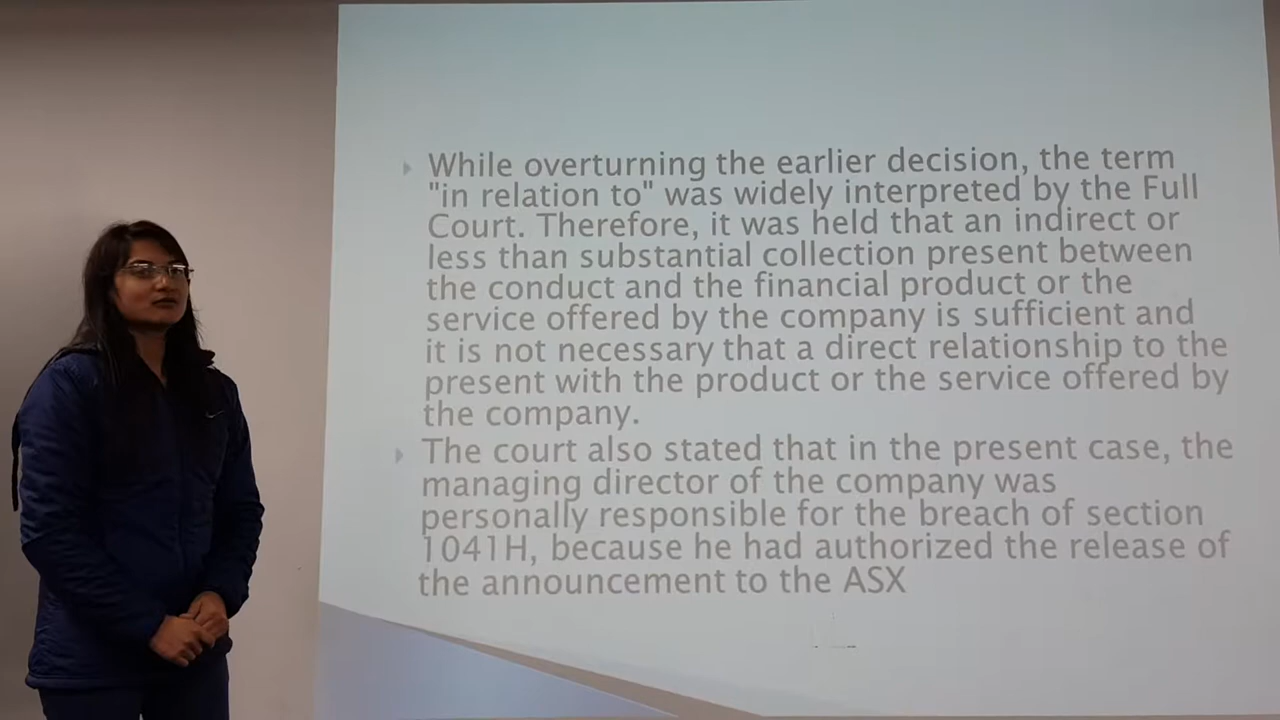 While overturning the earlier decision, the term
"in relation to" was widely interpreted by the Full
Court. Therefore, it was held that an indirect or
less than substantial collection present between
the conduct and the financial product or the
service offered by the company is sufficient and
it is not necessary that a direct relationship to the
present with the product or the service offered by
the company.
The court also stated that in the present case, the
managing director of the company was
personally responsible for the breach of section
1041H, because he had authorized the release of
the announcement to the ASX